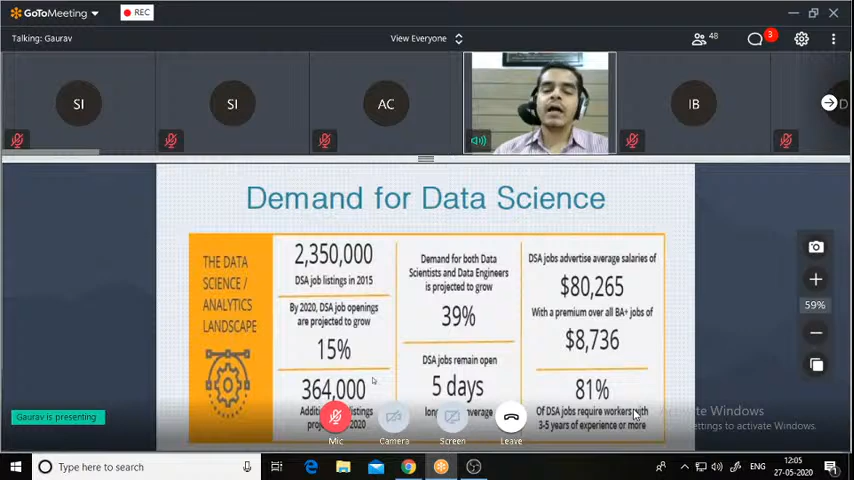 GoToMeeting
REC
Talking: Gaurav
View Everyone
48
3
SI
SI
AC
IB
D
Demand for Data Science
THE DATA
SCIENCE /
ANALYTICS
LANDSCAPE
2,350,000
DSA job listings in 2015
By 2020, DSA job openings
are projected to grow
15%
364,000
2020
Demand for both Data
Scientists and Data Engineers
is projected to grow
39%
DSA jobs remain open
5 days
DSA jobs advertise average salaries of
$80,265
With a premium over all BA+ jobs of
$8,736
81%
Of DSA jobs require workers with
3-5 years of experience or more
59%
Gaurav is presenting
Mic
Camera
Screen
Leave
Activate Windows
to activate Windows.
Type here to search
ENG
12:05
27-05-2020
1